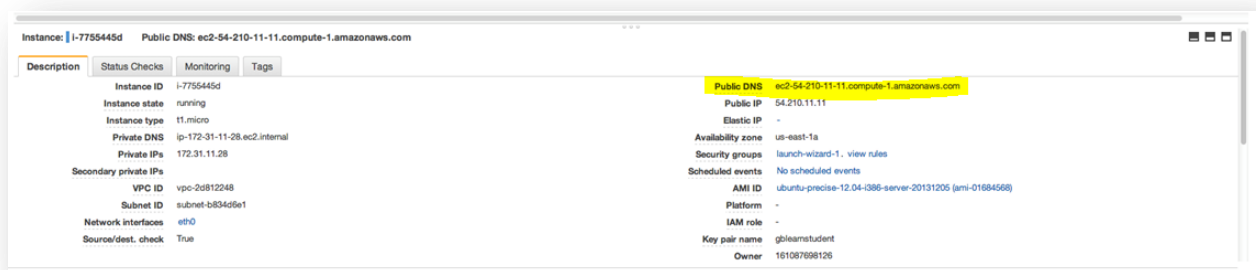 Instance: i-7755445d Public DNS: ec2-54-210-11-11.compute-1.amazonaws.com
Description Status Checks Monitoring Tags
Instance ID i-7755445d
Instance state running
Instance type t1.micro
Private DNS ip-172-31-11-28.ec2.internal
Private IPs 172.31.11.28
Secondary private IPs
VPC ID vpc-2d812248
Subnet ID subnet-b834d6e1
Network interfaces eth0
Source/dest. check True
Public DNS ec2-54-210-11-11.compute-1.amazonaws.com
Public IP 54.210.11.11
Elastic IP -
Availability zone us-east-1a
Security groups launch-wizard-1. view rules
Scheduled events No scheduled events
AMI ID ubuntu-precise-12.04-i386-server-20131205 (ami-01684568)
Platform -
IAM role -
Key pair name gblearnstudent
Owner 161087698126